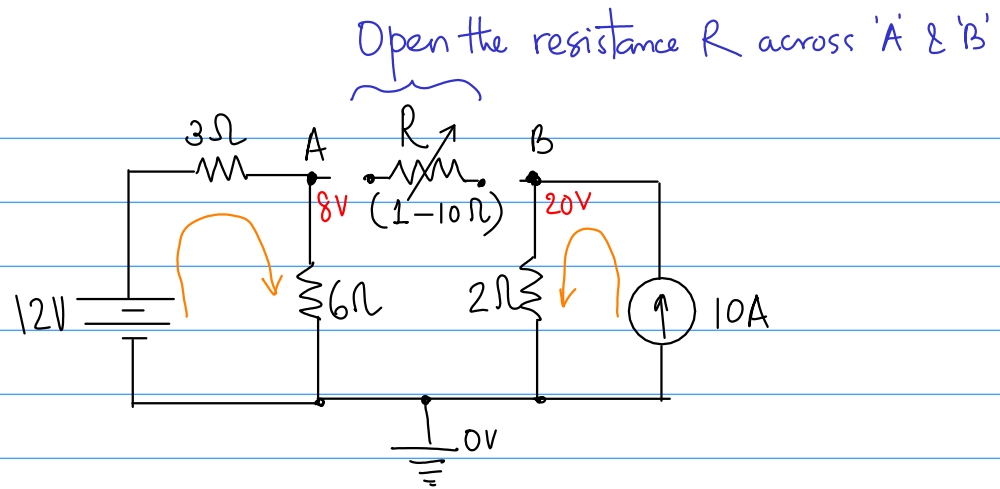 Open the resistance R across 'A' & 'B'
3Ω
A
R
B
8V
(1-10Ω)
20V
12V
6Ω
2Ω
10A
0V